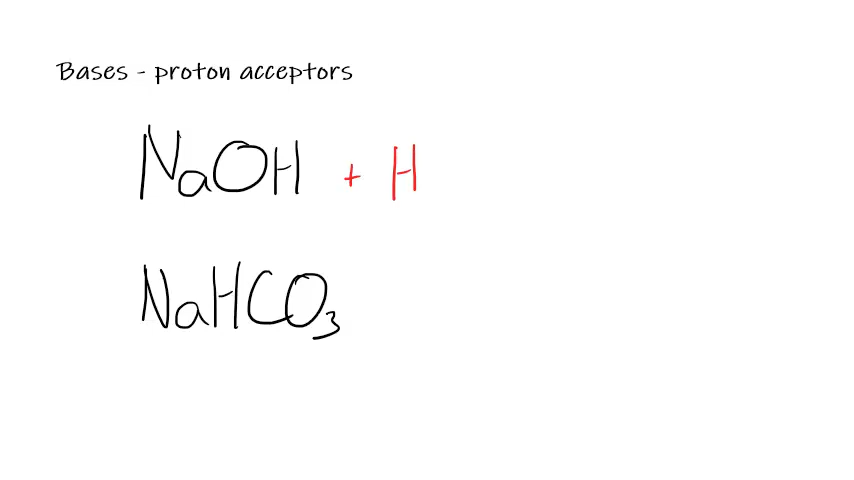 Bases - proton acceptors
NaOH + H
NaHCO₃